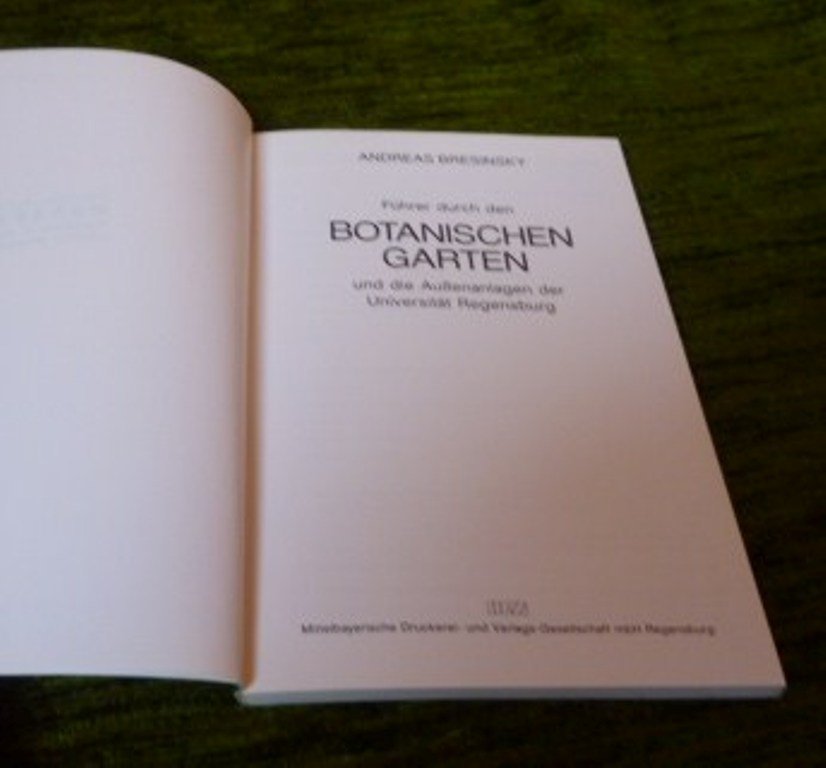 ANDREAS BRESINSKY
Führer durch den
BOTANISCHEN
GARTEN
und die Außenanlagen der
Universität Regensburg
Mittelbayerische Druckerei- und Verlags-Gesellschaft mbH Regensburg